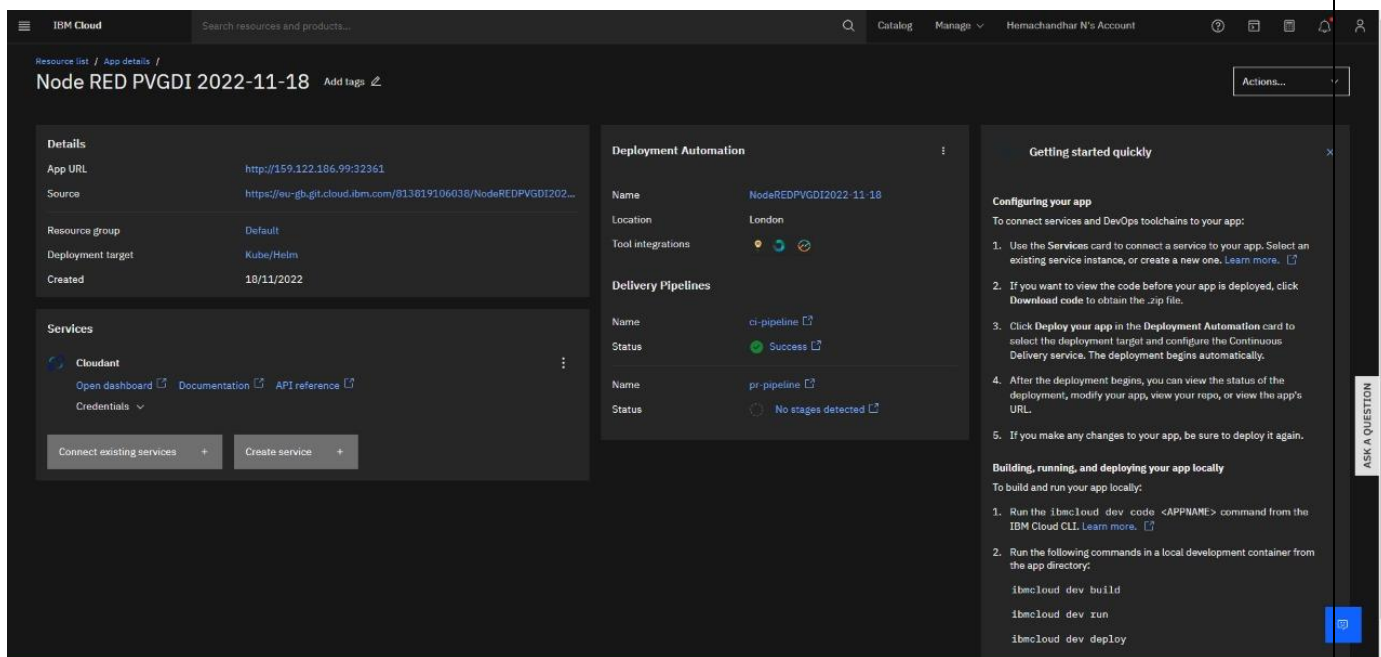 IBM Cloud
Search resources and products...
Catalog
Manage
Hemachandhar N's Account
Resource list / App details /
Node RED PVGDI 2022-11-18
Add tags
Actions...
Details
App URL
http://159.122.186.99:32361
Source
https://eu-gb.git.cloud.ibm.com/813819106038/NodeREDPVGDI202...
Resource group
Default
Deployment target
Kube/Helm
Created
18/11/2022
Services
Cloudant
Open dashboard
Documentation
API reference
Credentials
Connect existing services +
Create service +
Deployment Automation
Name
NodeREDPVGDI2022-11-18
Location
London
Tool integrations
Delivery Pipelines
Name
ci-pipeline
Status
Success
Name
pr-pipeline
Status
No stages detected
Getting started quickly
Configuring your app
To connect services and DevOps toolchains to your app:
1. Use the Services card to connect a service to your app. Select an
existing service instance, or create a new one. Learn more.
2. If you want to view the code before your app is deployed, click
Download code to obtain the .zip file.
3. Click Deploy your app in the Deployment Automation card to
select the deployment target and configure the Continuous
Delivery service. The deployment begins automatically.
4. After the deployment begins, you can view the status of the
deployment, modify your app, view your repo, or view the app's
URL.
5. If you make any changes to your app, be sure to deploy it again.
Building, running, and deploying your app locally
To build and run your app locally:
1. Run the ibmcloud dev code <APPNAME> command from the
IBM Cloud CLI. Learn more.
2. Run the following commands in a local development container from
the app directory:
ibmcloud dev build
ibmcloud dev run
ibmcloud dev deploy
ASK A QUESTION